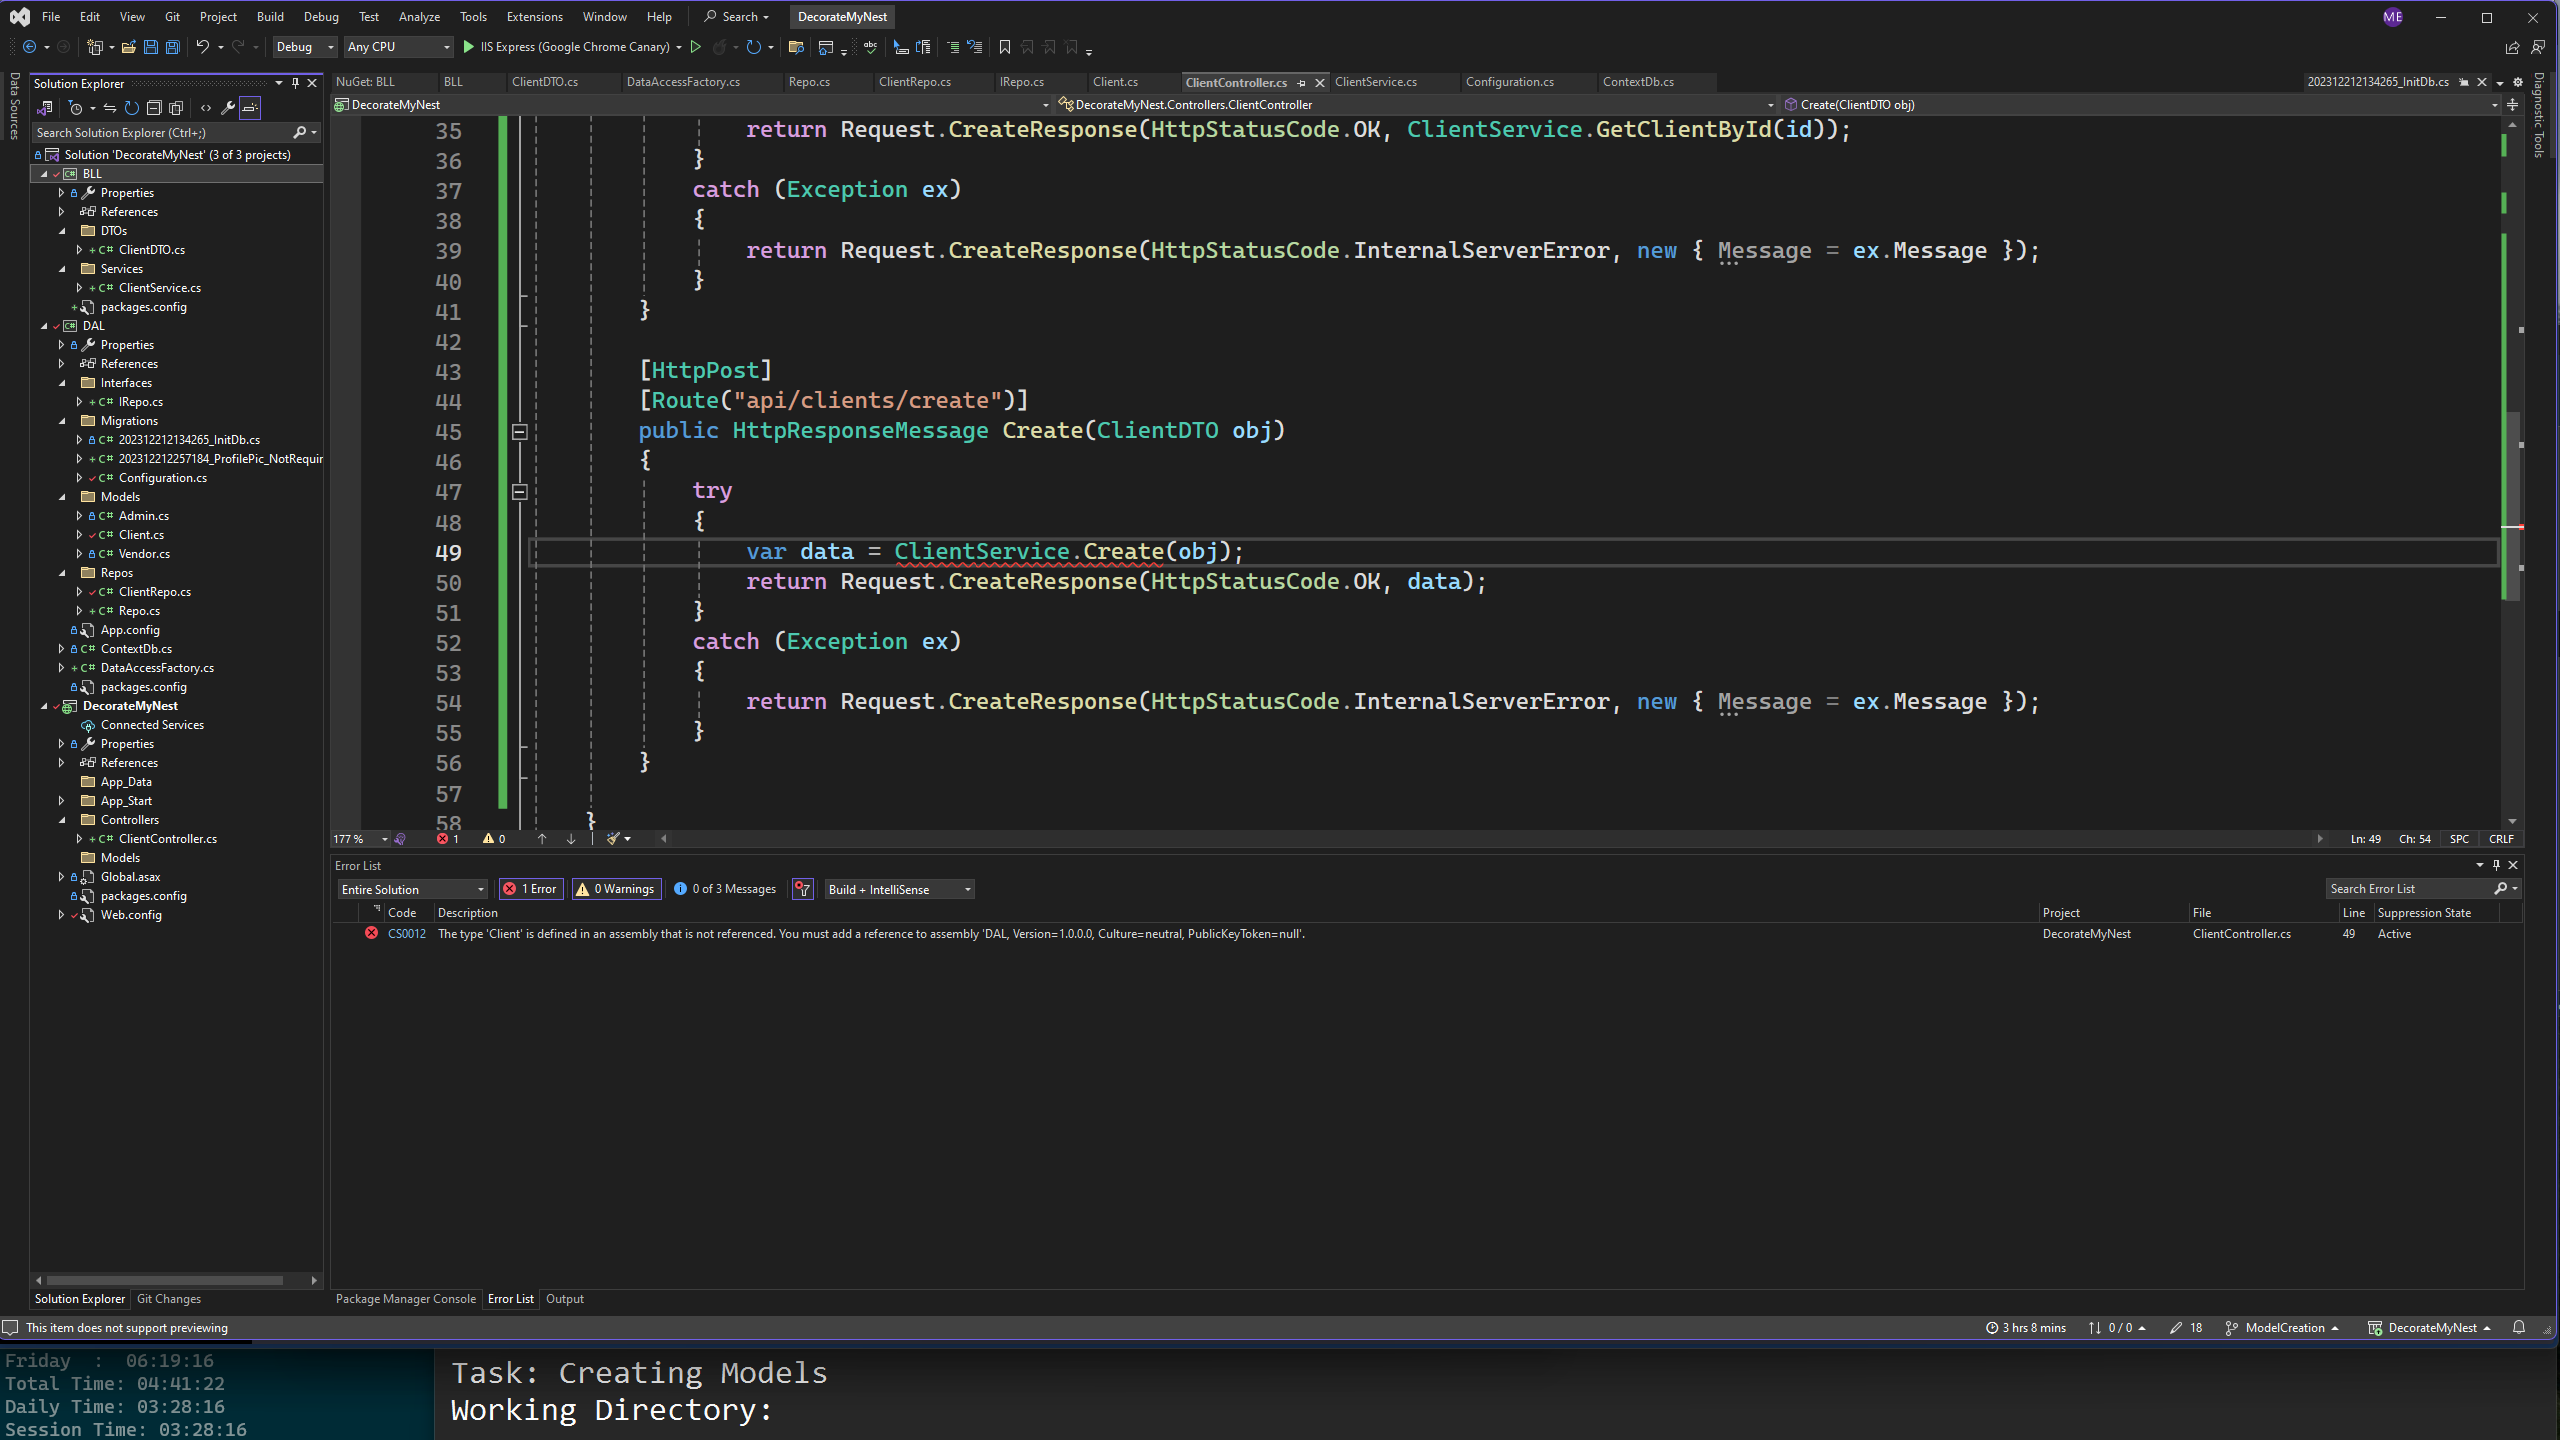 File Edit View Git Project Build Debug Test Analyze Tools Extensions Window Help Search DecorateMyNest ME
Debug Any CPU IIS Express (Google Chrome Canary)
Data Sources
Solution Explorer
Search Solution Explorer (Ctrl+;)
Solution 'DecorateMyNest' (3 of 3 projects)
BLL
Properties
References
DTOs
C# ClientDTO.cs
Services
C# ClientService.cs
packages.config
DAL
Properties
References
Interfaces
C# IRepo.cs
Migrations
C# 202312212134265_InitDb.cs
C# 202312212257184_ProfilePic_NotRequir
C# Configuration.cs
Models
C# Admin.cs
C# Client.cs
C# Vendor.cs
Repos
C# ClientRepo.cs
C# Repo.cs
App.config
C# ContextDb.cs
C# DataAccessFactory.cs
packages.config
DecorateMyNest
Connected Services
Properties
References
App_Data
App_Start
Controllers
C# ClientController.cs
Models
Global.asax
packages.config
Web.config
Solution Explorer Git Changes
NuGet: BLL BLL ClientDTO.cs DataAccessFactory.cs Repo.cs ClientRepo.cs IRepo.cs Client.cs ClientController.cs ClientService.cs Configuration.cs ContextDb.cs 202312212134265_InitDb.cs
DecorateMyNest DecorateMyNest.Controllers.ClientController Create(ClientDTO obj)
35 return Request.CreateResponse(HttpStatusCode.OK, ClientService.GetClientById(id));
36 }
37 catch (Exception ex)
38 {
39 return Request.CreateResponse(HttpStatusCode.InternalServerError, new { Message = ex.Message });
40 }
41 }
42
43 [HttpPost]
44 [Route("api/clients/create")]
45 public HttpResponseMessage Create(ClientDTO obj)
46 {
47 try
48 {
49 var data = ClientService.Create(obj);
50 return Request.CreateResponse(HttpStatusCode.OK, data);
51 }
52 catch (Exception ex)
53 {
54 return Request.CreateResponse(HttpStatusCode.InternalServerError, new { Message = ex.Message });
55 }
56 }
57
58 }
177 % 1 0 Ln: 49 Ch: 54 SPC CRLF
Diagnostic Tools
Error List
Entire Solution 1 Error 0 Warnings 0 of 3 Messages Build + IntelliSense Search Error List
Code Description Project File Line Suppression State
CS0012 The type 'Client' is defined in an assembly that is not referenced. You must add a reference to assembly 'DAL, Version=1.0.0.0, Culture=neutral, PublicKeyToken=null'. DecorateMyNest ClientController.cs 49 Active
Package Manager Console Error List Output
This item does not support previewing 3 hrs 8 mins 0 / 0 18 ModelCreation DecorateMyNest
Friday : 06:19:16
Total Time: 04:41:22
Daily Time: 03:28:16
Session Time: 03:28:16
Task: Creating Models
Working Directory: